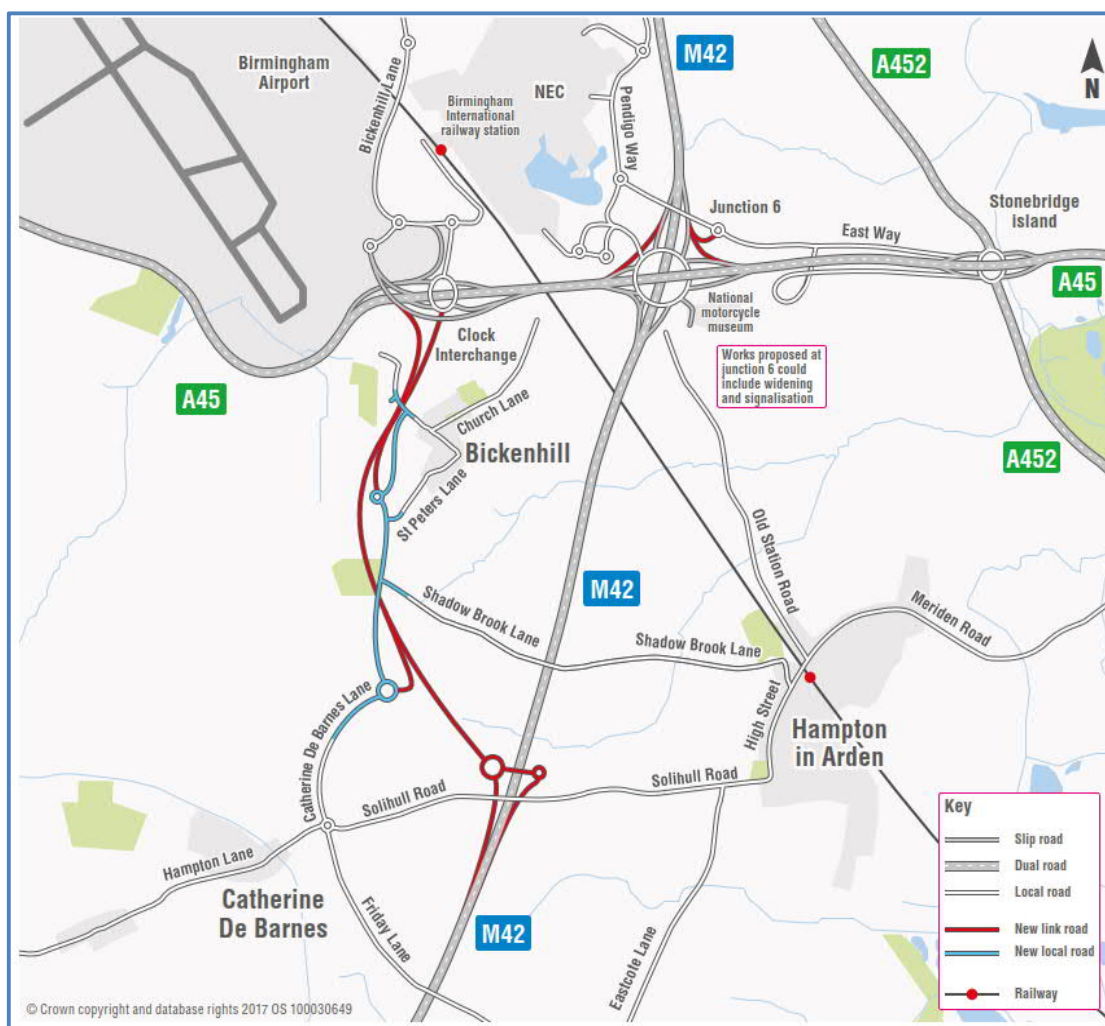 Birmingham
Airport
Bickenhill Lane
Birmingham
International
railway station
NEC
Pendigo Way
M42
A452
N
Junction 6
East Way
Stonebridge
island
A45
National
motorcycle
museum
Clock
Interchange
Works proposed at
junction 6 could
include widening
and signalisation
A45
Church Lane
Bickenhill
A452
St Peters Lane
Old Station Road
M42
Meriden Road
Shadow Brook Lane
Shadow Brook Lane
Catherine De Barnes Lane
High Street
Hampton
in Arden
Solihull Road
Solihull Road
Hampton Lane
Catherine
De Barnes
Friday Lane
M42
Eastcote Lane
Key
Slip road
Dual road
Local road
New link road
New local road
Railway
© Crown copyright and database rights 2017 OS 100030649